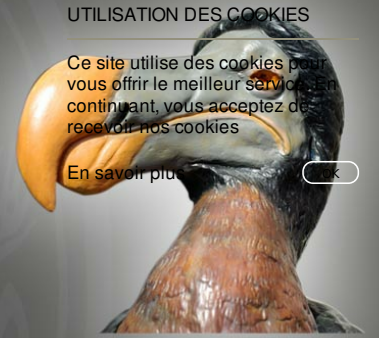 UTILISATION DES COOKIES
Ce site utilise des cookies pour
vous offrir le meilleur service. En
continuant, vous acceptez de
recevoir nos cookies
En savoir plus
ok